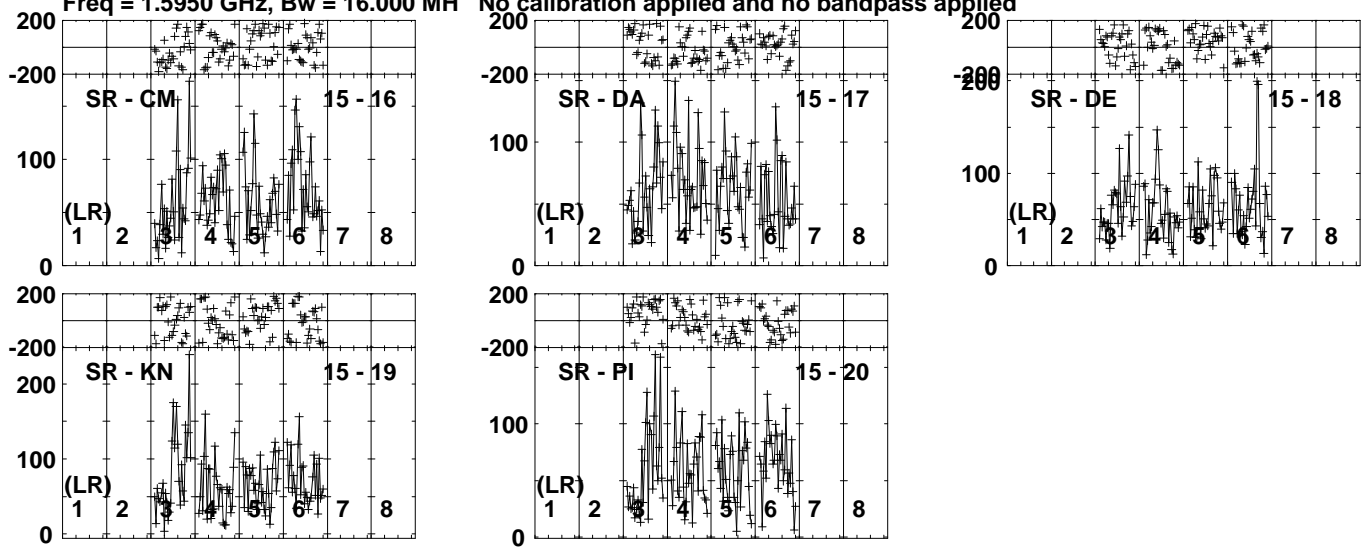 Freq = 1.5950 GHz, Bw = 16.000 MH No calibration applied and no bandpass applied
200
-200
SR - CM 15 - 16
100
(LR)
1 2 3 4 5 6 7 8
0
200
-200
SR - DA 15 - 17
100
(LR)
1 2 3 4 5 6 7 8
0
200
-200
200
SR - DE 15 - 18
100
(LR)
1 2 3 4 5 6 7 8
0
200
-200
SR - KN 15 - 19
200
100
(LR)
1 2 3 4 5 6 7 8
0
200
-200
SR - PI 15 - 20
100
(LR)
1 2 3 4 5 6 7 8
0